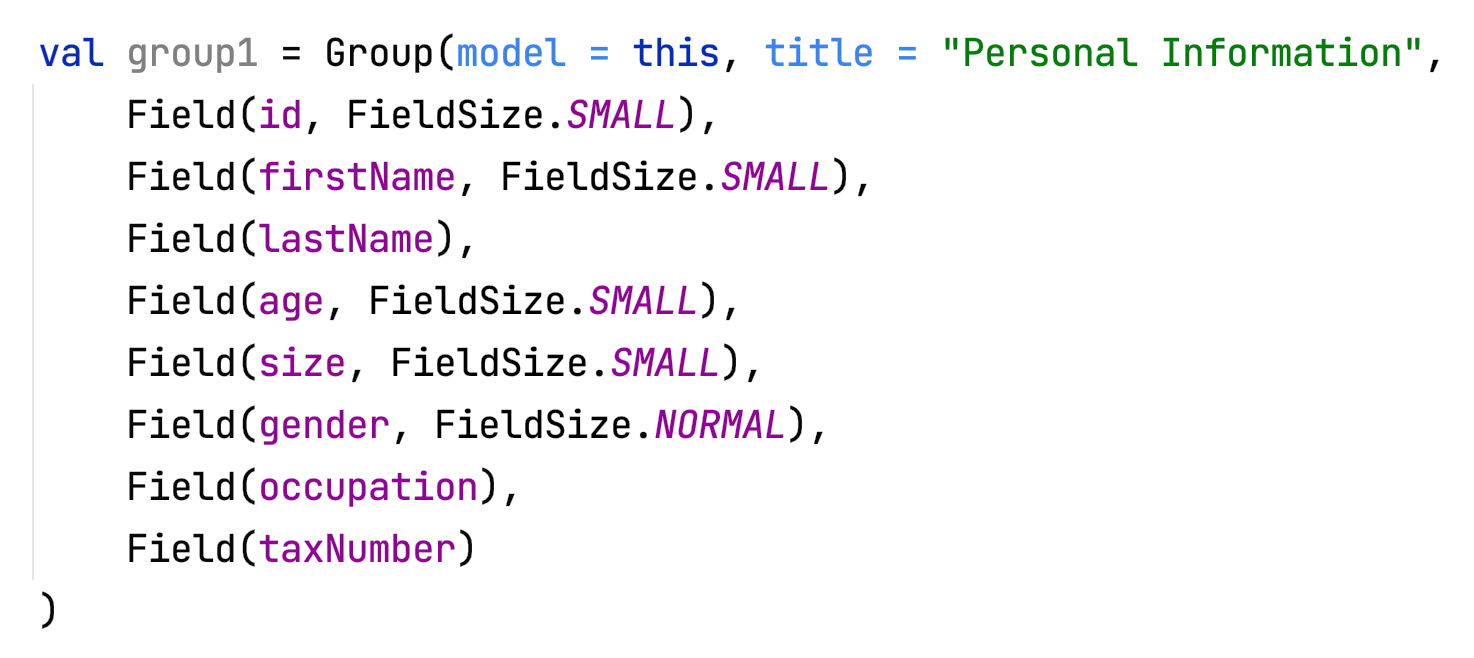 val group1 = Group(model = this, title = "Personal Information",
    Field(id, FieldSize.SMALL),
    Field(firstName, FieldSize.SMALL),
    Field(lastName),
    Field(age, FieldSize.SMALL),
    Field(size, FieldSize.SMALL),
    Field(gender, FieldSize.NORMAL),
    Field(occupation),
    Field(taxNumber)
)